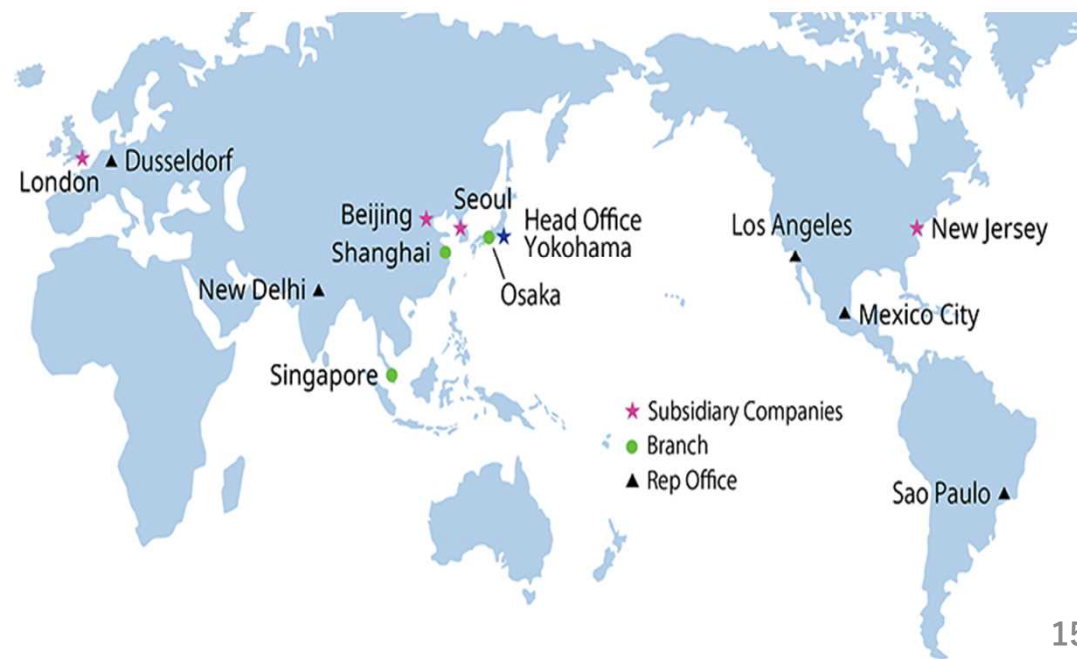 Dusseldorf
London
Seoul
Beijing
Head Office
Yokohama
Shanghai
Osaka
New Delhi
Singapore
Los Angeles
New Jersey
Mexico City
Subsidiary Companies
Branch
Rep Office
Sao Paulo
15